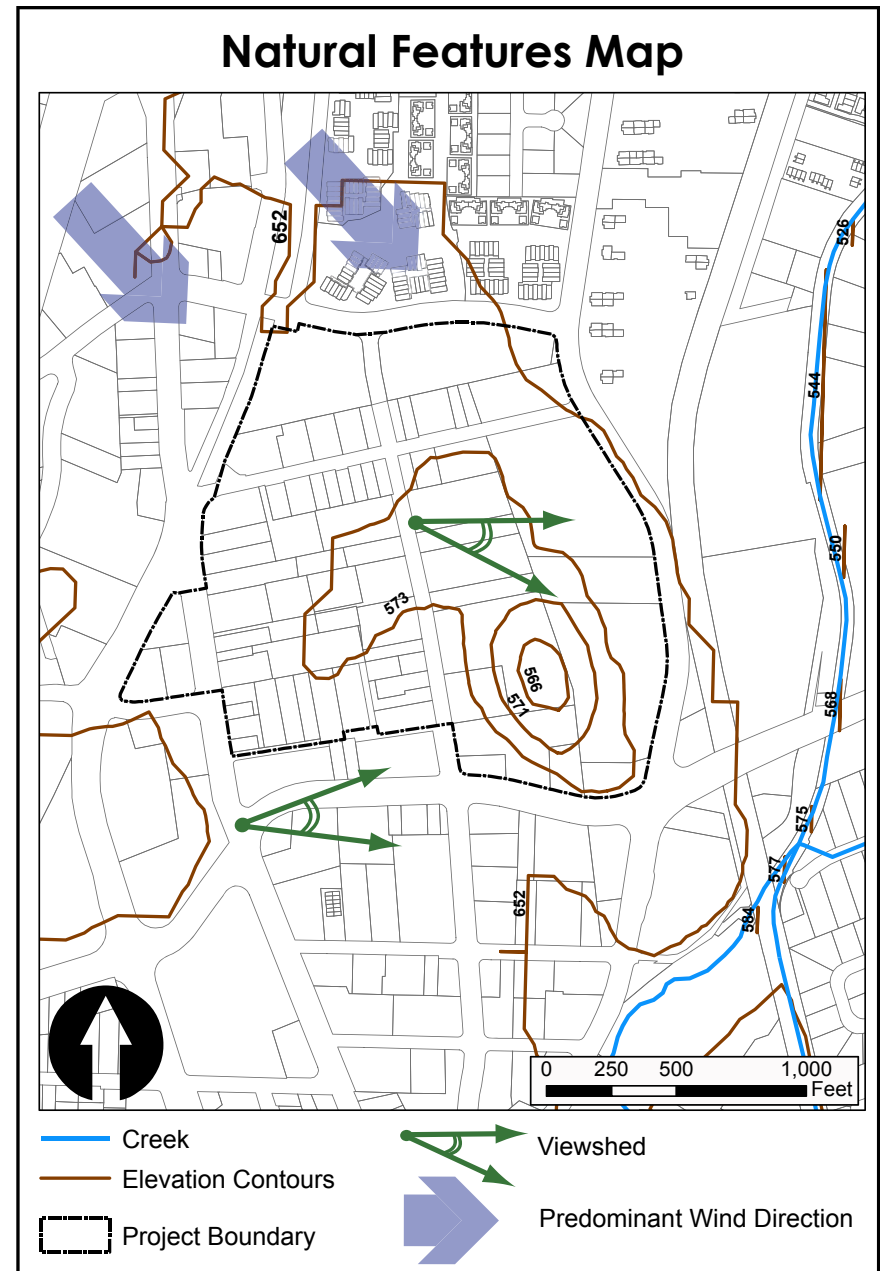 Natural Features Map
652
526
544
550
573
566
571
568
575
577
652
584
0 250 500 1,000
Feet
Creek
Viewshed
Elevation Contours
Predominant Wind Direction
Project Boundary